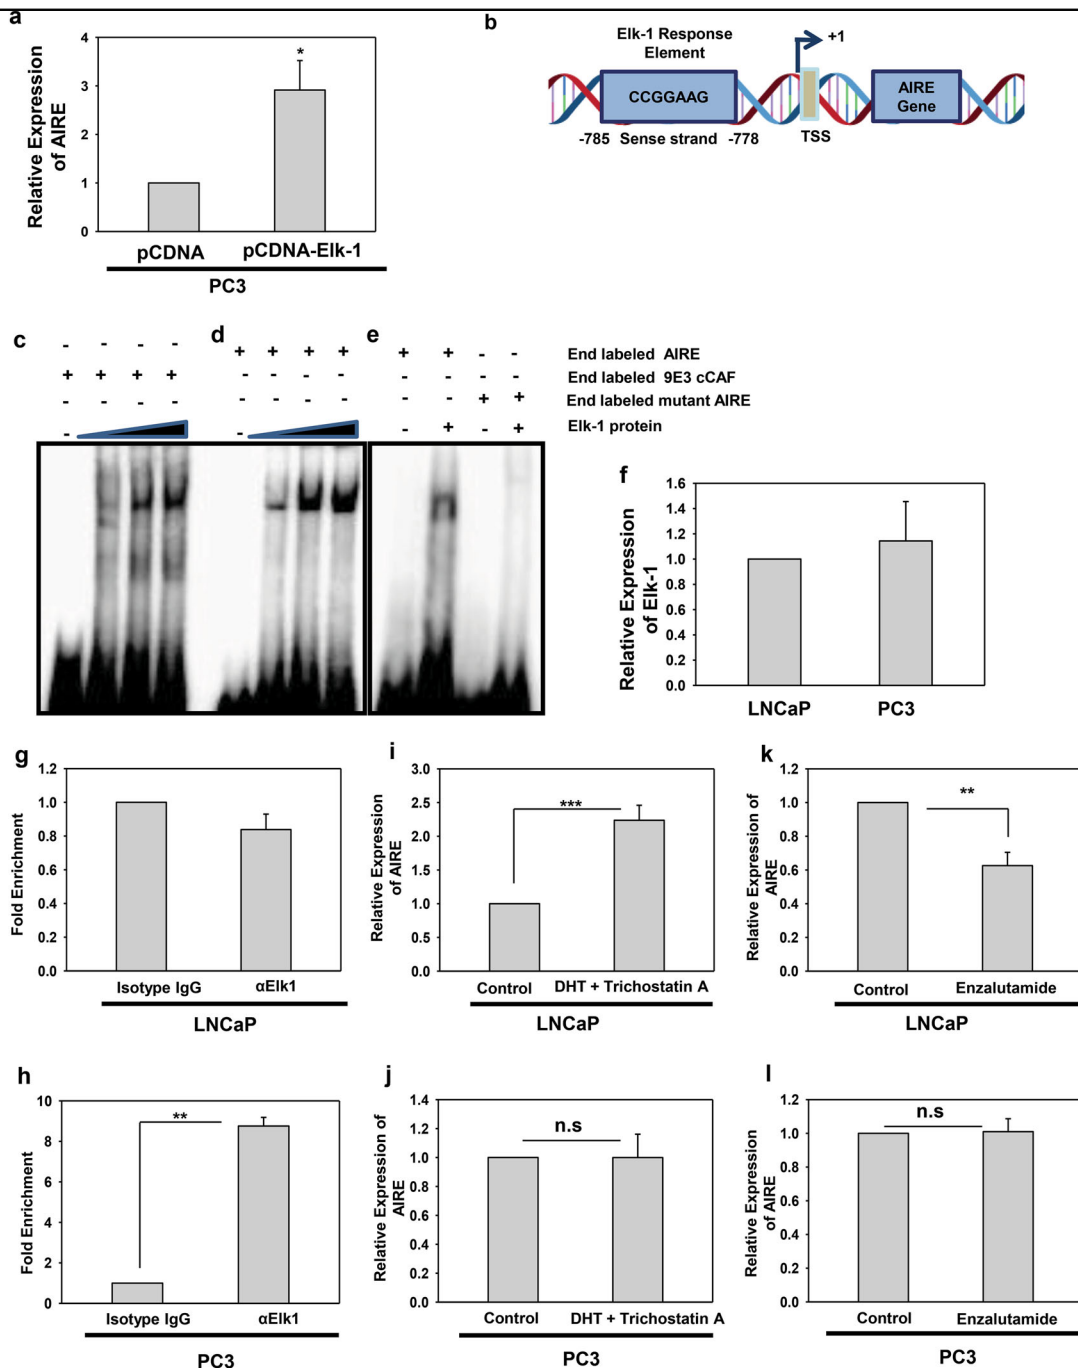 a
Relative Expression
of AIRE
4
3
2
1
0
*
pCDNA
pCDNA-Elk-1
PC3
b
Elk-1 Response
Element
+1
CCGGAAG
AIRE
Gene
-785 Sense strand -778
TSS
c
- - - -
+ + + +
- - - -
-
d
+ + + +
- - - -
- - - -
-
e
+ + - - End labeled AIRE
- - - - End labeled 9E3 cCAF
- - + + End labeled mutant AIRE
- + - + Elk-1 protein
f
Relative Expression
of Elk-1
1.6
1.4
1.2
1.0
0.8
0.6
0.4
0.2
0.0
LNCaP
PC3
g
Fold Enrichment
1.2
1.0
0.8
0.6
0.4
0.2
0.0
Isotype IgG
αElk1
LNCaP
i
Relative Expression
of AIRE
3.0
2.5
2.0
1.5
1.0
0.5
0.0
***
Control
DHT + Trichostatin A
LNCaP
k
Relative Expression of
AIRE
1.2
1.0
0.8
0.6
0.4
0.2
0.0
**
Control
Enzalutamide
LNCaP
h
Fold Enrichment
10
8
6
4
2
0
**
Isotype IgG
αElk1
PC3
j
Relative Expression of
AIRE
1.4
1.2
1.0
0.8
0.6
0.4
0.2
0.0
n.s
Control
DHT + Trichostatin A
PC3
l
Relative Expression
of AIRE
1.2
1.0
0.8
0.6
0.4
0.2
0.0
n.s
Control
Enzalutamide
PC3